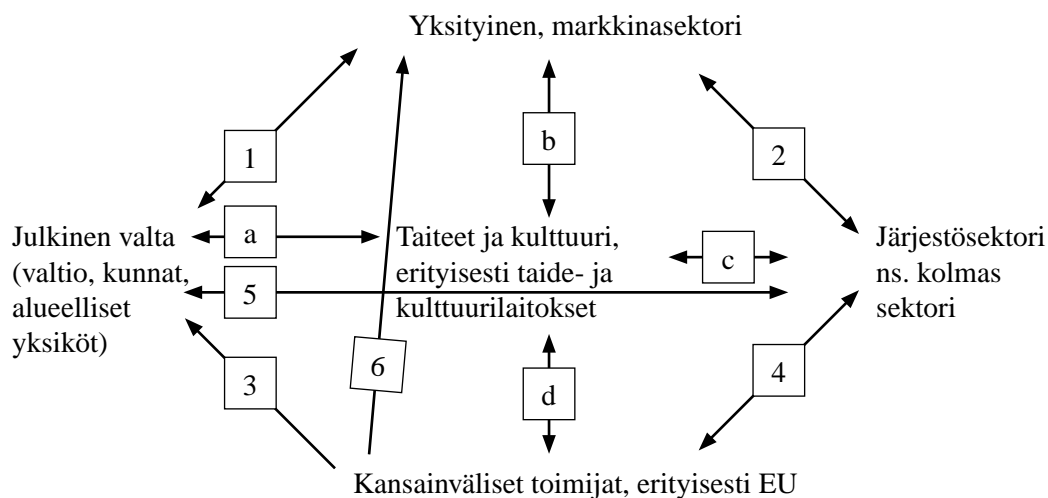 Yksityinen, markkinasektori
1
b
2
Julkinen valta
(valtio, kunnat,
alueelliset
yksiköt)
a
5
Taiteet ja kulttuuri,
erityisesti taide- ja
kulttuurilaitokset
c
Järjestösektori
ns. kolmas
sektori
3
6
d
4
Kansainväliset toimijat, erityisesti EU